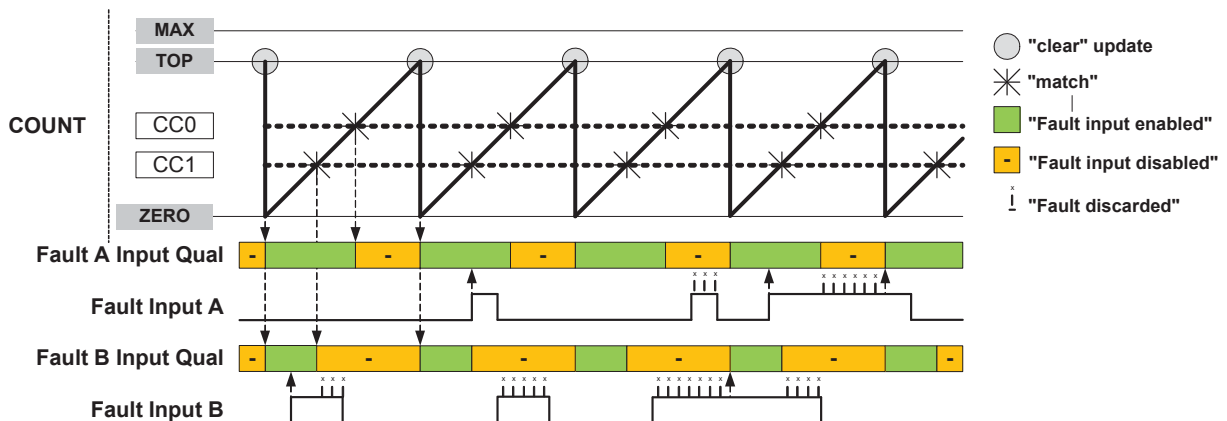 MAX
"clear" update
TOP
"match"
COUNT
CC0
"Fault input enabled"
CC1
- "Fault input disabled"
x "Fault discarded"
ZERO
Fault A Input Qual - - - - -
x x x x x x x x x
Fault Input A
Fault B Input Qual - - - - - -
x x x x x x x x x x x x x x x x x x x
Fault Input B